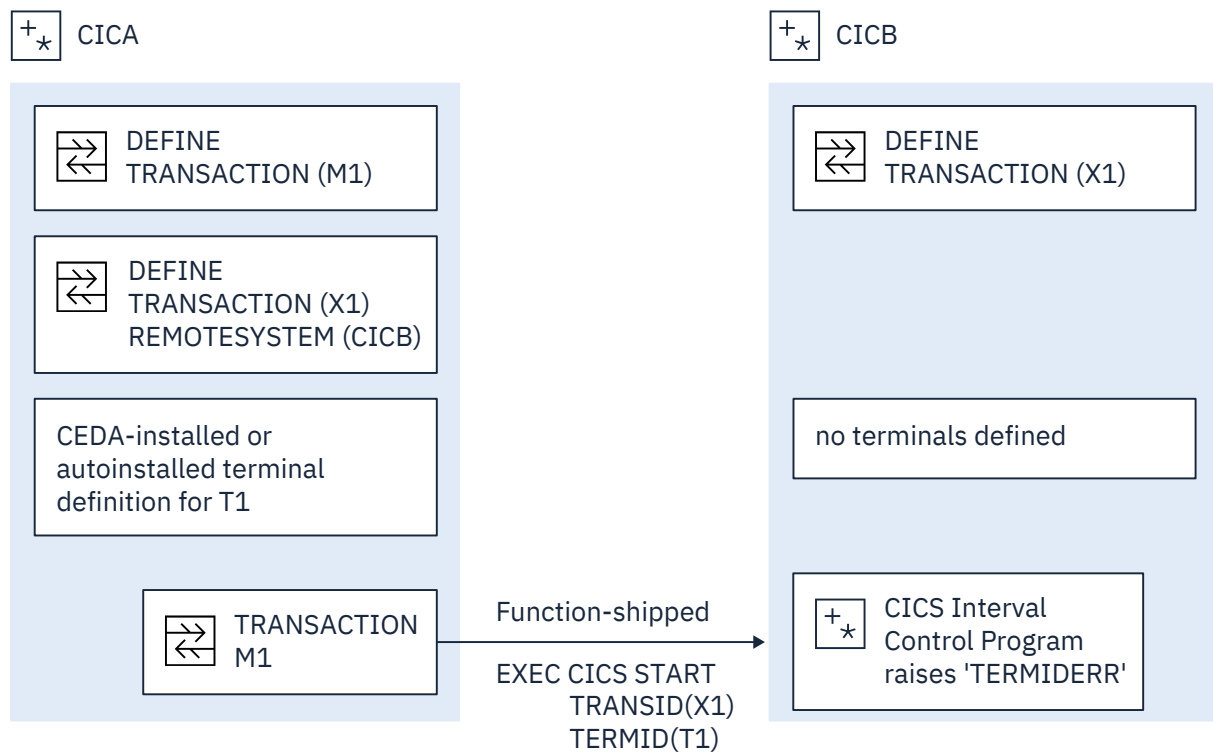 CICA
DEFINE
TRANSACTION (M1)
DEFINE
TRANSACTION (X1)
REMOTESYSTEM (CICB)
CEDA-installed or
autoinstalled terminal
definition for T1
TRANSACTION
M1
Function-shipped
EXEC CICS START
TRANSID(X1)
TERMID(T1)
CICB
DEFINE
TRANSACTION (X1)
no terminals defined
CICS Interval
Control Program
raises 'TERMIDERR'